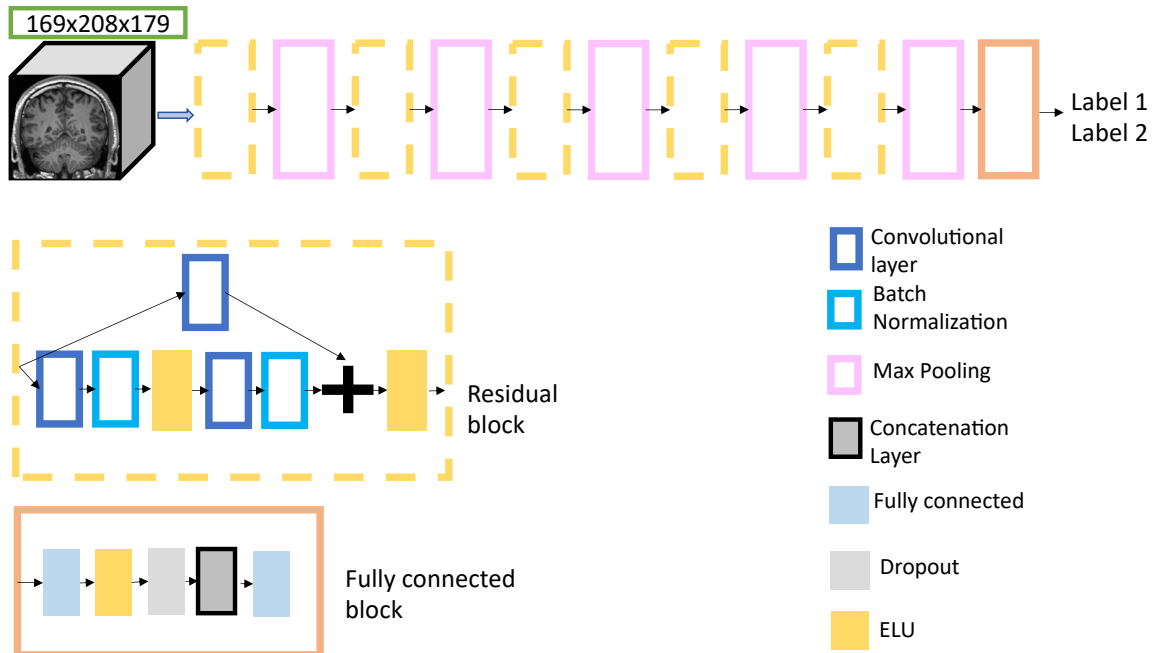 169x208x179
Label 1
Label 2
Convolutional
layer
Batch
Normalization
Max Pooling
Residual
block
Concatenation
Layer
Fully connected
Fully connected
block
Dropout
ELU